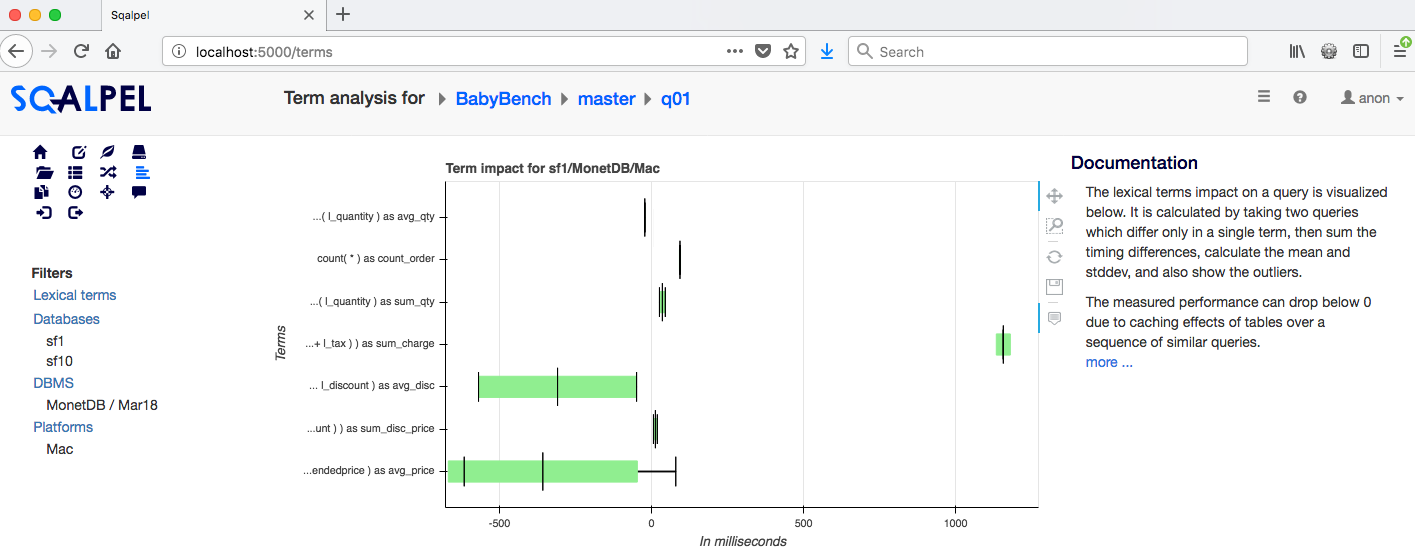 Sqalpel
localhost:5000/terms
Search
SQALPEL
Term analysis for BabyBench master q01
anon
Filters
Lexical terms
Databases
sf1
sf10
DBMS
MonetDB / Mar18
Platforms
Mac
Term impact for sf1/MonetDB/Mac
Terms
...( l_quantity ) as avg_qty
count( * ) as count_order
...( l_quantity ) as sum_qty
...+ l_tax ) ) as sum_charge
... l_discount ) as avg_disc
...unt ) ) as sum_disc_price
...endedprice ) as avg_price
-500 0 500 1000
In milliseconds
Documentation
The lexical terms impact on a query is visualized
below. It is calculated by taking two queries
which differ only in a single term, then sum the
timing differences, calculate the mean and
stddev, and also show the outliers.
The measured performance can drop below 0
due to caching effects of tables over a
sequence of similar queries.
more ...